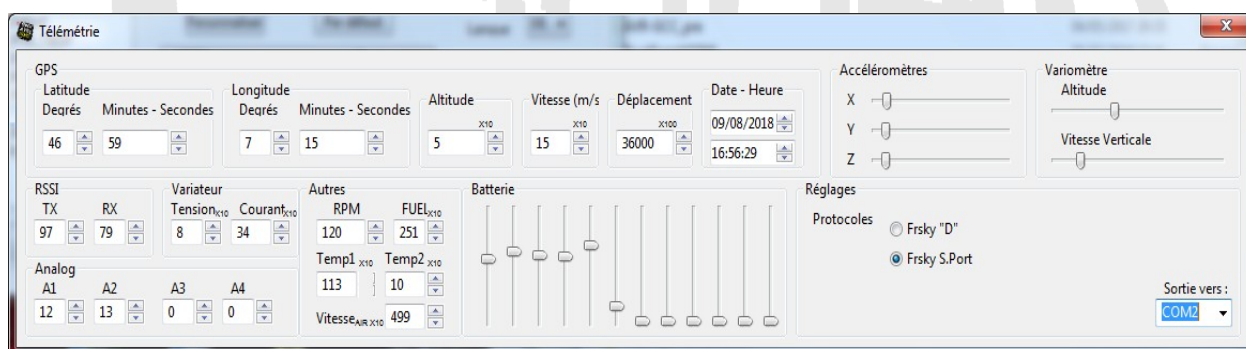 Télémétrie
GPS
Latitude
Degrés Minutes - Secondes
46 59
Longitude
Degrés Minutes - Secondes
7 15
Altitude
x10
5
Vitesse (m/s
x10
15
Déplacement
x100
36000
Date - Heure
09/08/2018
16:56:29
Accéléromètres
X
Y
Z
Variomètre
Altitude
Vitesse Verticale
RSSI
TX RX
97 79
Variateur
Tension x10 Courant x10
8 34
Autres
RPM FUEL x10
120 251
Temp1 x10 Temp2 x10
113 10
Vitesse AIR x10 499
Analog
A1 A2 A3 A4
12 13 0 0
Batterie
Réglages
Protocoles
Frsky "D"
Frsky S.Port
Sortie vers :
COM2